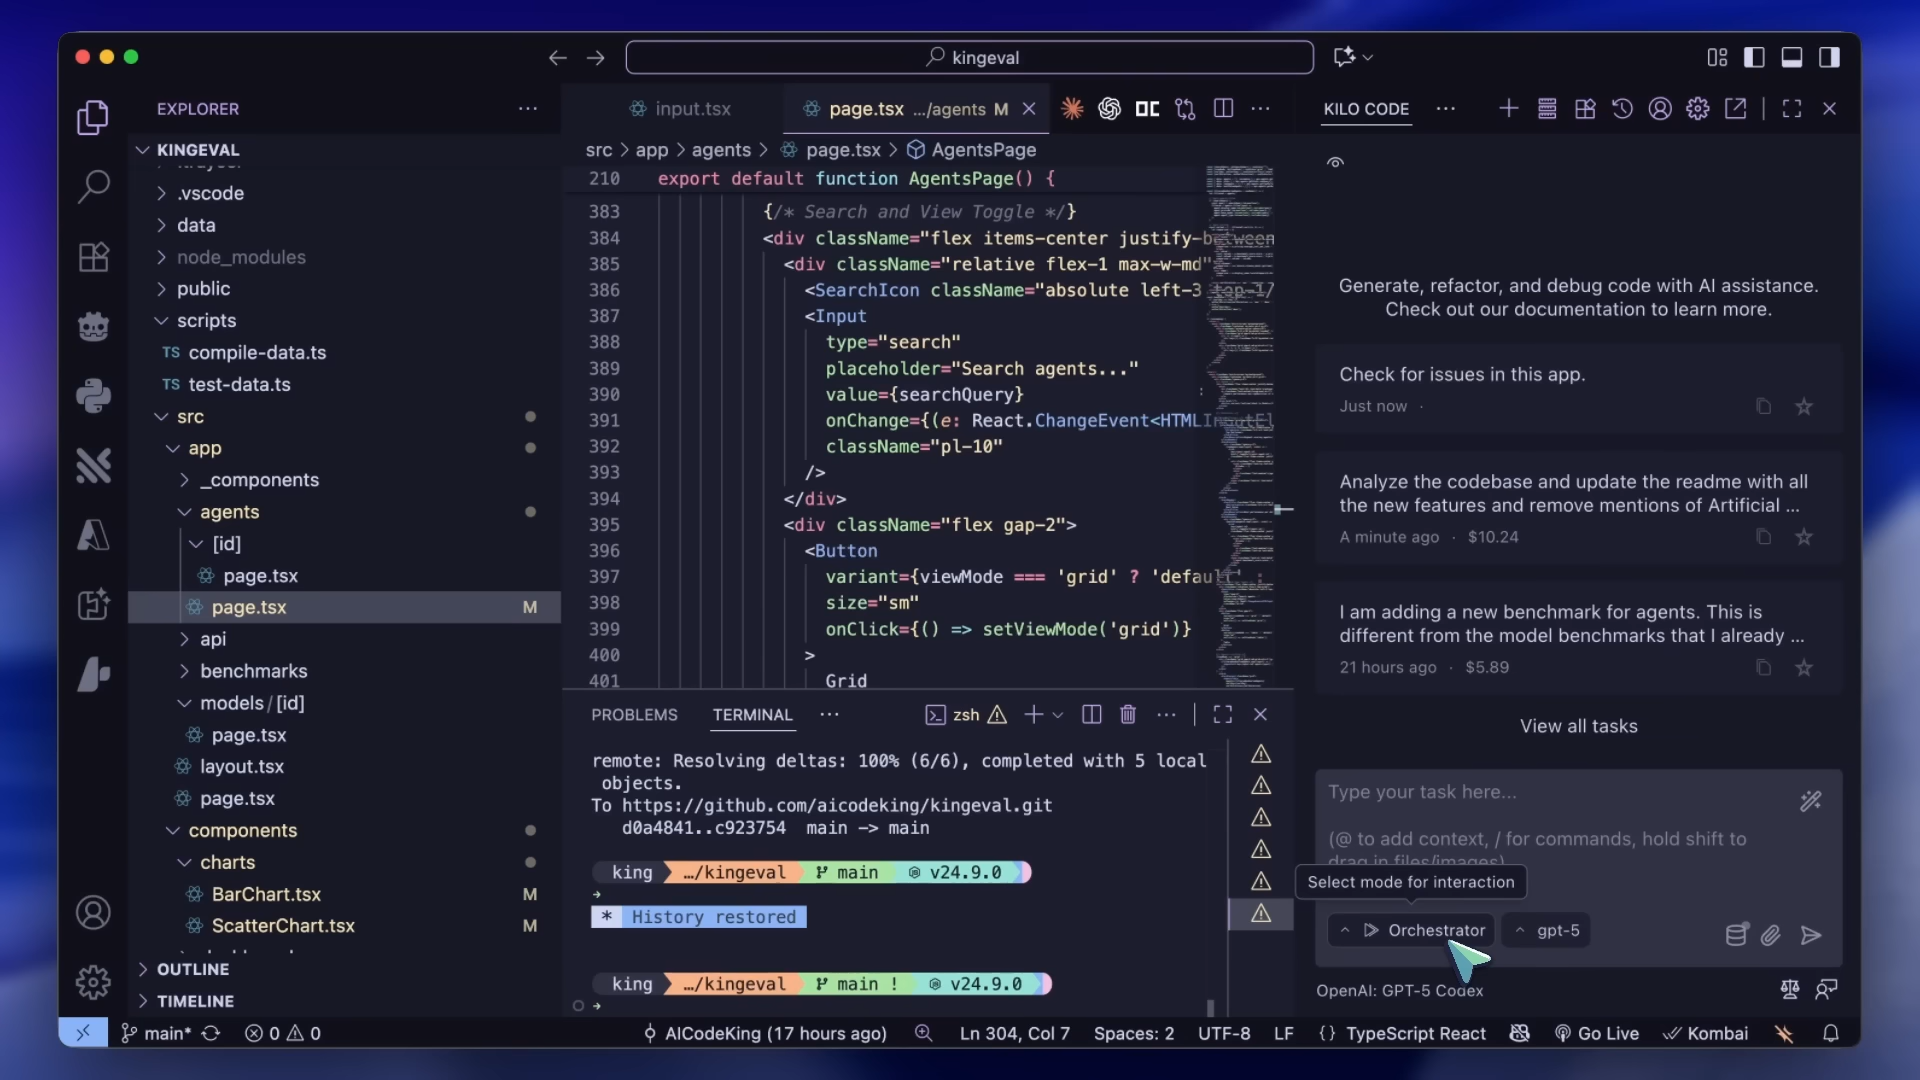 kingeval
EXPLORER
KINGEVAL
.vscode
data
node_modules
public
scripts
TS compile-data.ts
TS test-data.ts
src
app
_components
agents
[id]
page.tsx
page.tsx M
api
benchmarks
models / [id]
page.tsx
layout.tsx
page.tsx
components
charts
BarChart.tsx M
ScatterChart.tsx M
OUTLINE
TIMELINE
input.tsx
page.tsx .../agents M
src > app > agents > page.tsx > AgentsPage
210 export default function AgentsPage() {
383 {/* Search and View Toggle */}
384 <div className="flex items-center justify-between
385 <div className="relative flex-1 max-w-md"
386 <SearchIcon className="absolute left-3 top-1/
387 <Input
388 type="search"
389 placeholder="Search agents..."
390 value={searchQuery}
391 onChange={(e: React.ChangeEvent<HTMLInputEl
392 className="pl-10"
393 />
394 </div>
395 <div className="flex gap-2">
396 <Button
397 variant={viewMode === 'grid' ? 'default' :
398 size="sm"
399 onClick={() => setViewMode('grid')}
400 >
401 Grid
PROBLEMS
TERMINAL
zsh
remote: Resolving deltas: 100% (6/6), completed with 5 local
objects.
To https://github.com/aicodeking/kingeval.git
d0a4841..c923754 main -> main
king …/kingeval main v24.9.0
* History restored
king …/kingeval main ! v24.9.0
KILO CODE
Generate, refactor, and debug code with AI assistance.
Check out our documentation to learn more.
Check for issues in this app.
Just now ·
Analyze the codebase and update the readme with all
the new features and remove mentions of Artificial ...
A minute ago · $10.24
I am adding a new benchmark for agents. This is
different from the model benchmarks that I already ...
21 hours ago · $5.89
View all tasks
Type your task here...
(@ to add context, / for commands, hold shift to
drag in files/images)
Select mode for interaction
Orchestrator
gpt-5
OpenAI: GPT-5 Codex
main*
0 0
AICodeKing (17 hours ago)
Ln 304, Col 7
Spaces: 2
UTF-8
LF
{} TypeScript React
Go Live
Kombai